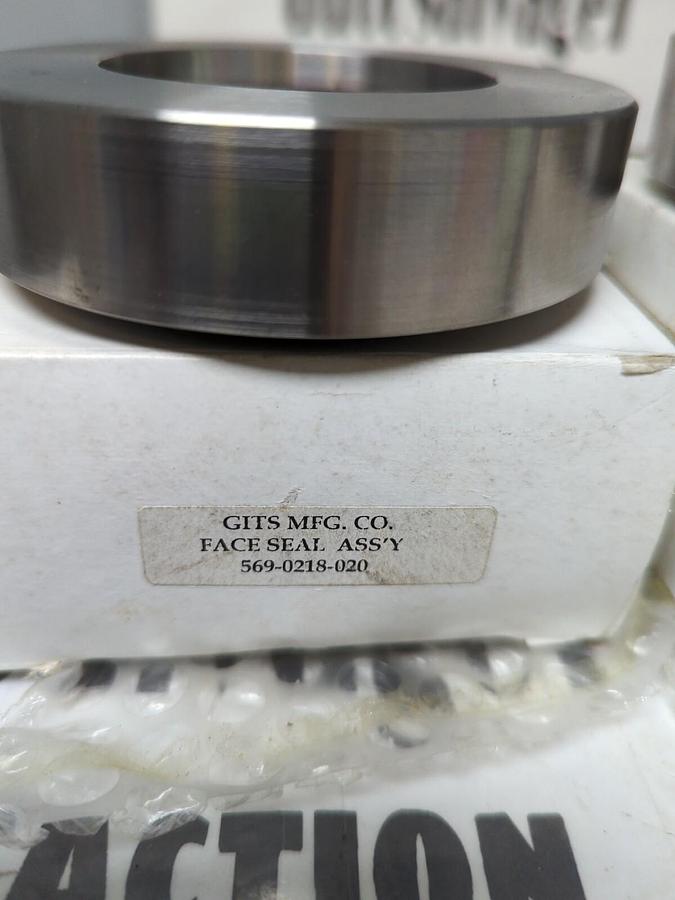 GITS MFG. CO.
FACE SEAL ASS'Y
569-0218-020
ACTION